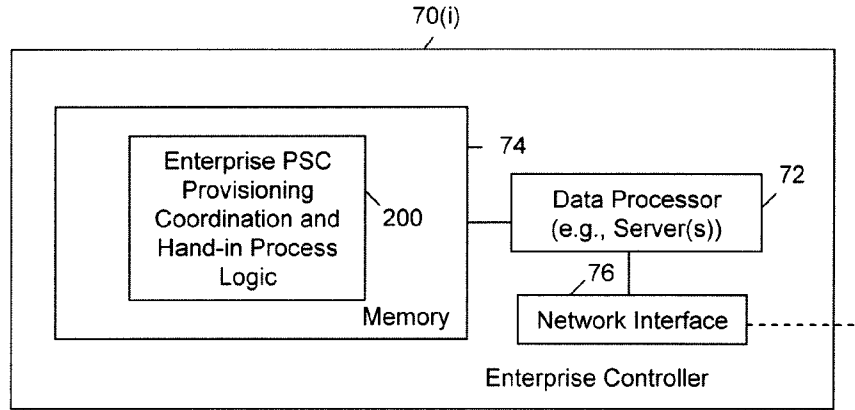 70(i)
Enterprise PSC
Provisioning
Coordination and
Hand-in Process
Logic
200
Memory
74
Data Processor
(e.g., Server(s))
72
76
Network Interface
Enterprise Controller